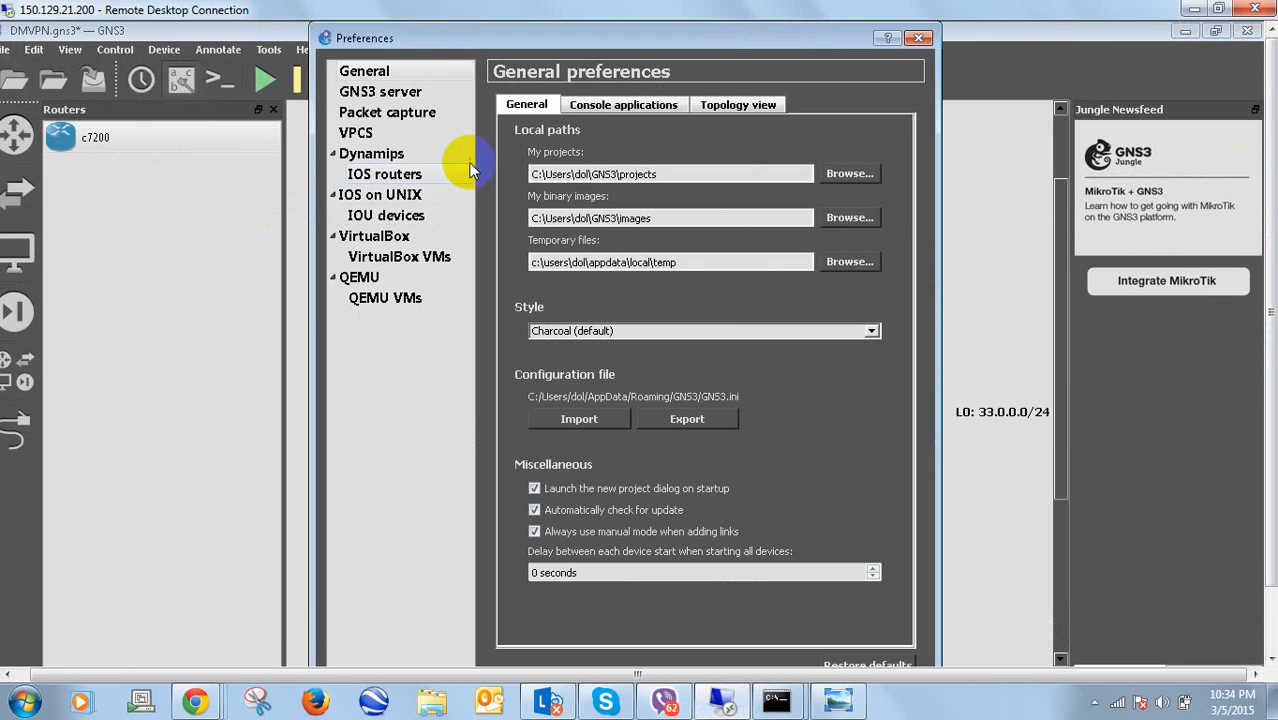 150.129.21.200 - Remote Desktop Connection
DMVPN.gns3* — GNS3
Edit View Control Device Annotate Tools
Routers
c7200
Preferences
General
GNS3 server
Packet capture
VPCS
Dynamips
IOS routers
IOS on UNIX
IOU devices
VirtualBox
VirtualBox VMs
QEMU
QEMU VMs
General preferences
General Console applications Topology view
Local paths
My projects:
C:\Users\dol\GNS3\projects Browse...
My binary images:
C:\Users\dol\GNS3\images Browse...
Temporary files:
c:\users\dol\appdata\local\temp Browse...
Style
Charcoal (default)
Configuration file
C:/Users/dol/AppData/Roaming/GNS3/GNS3.ini
Import Export
Miscellaneous
Launch the new project dialog on startup
Automatically check for update
Always use manual mode when adding links
Delay between each device start when starting all devices:
0 seconds
Restore defaults
L0: 33.0.0.0/24
Jungle Newsfeed
GNS3
Jungle
MikroTik + GNS3
Learn how to get going with MikroTik
on the GNS3 platform.
Integrate MikroTik
62
10:34 PM
3/5/2015